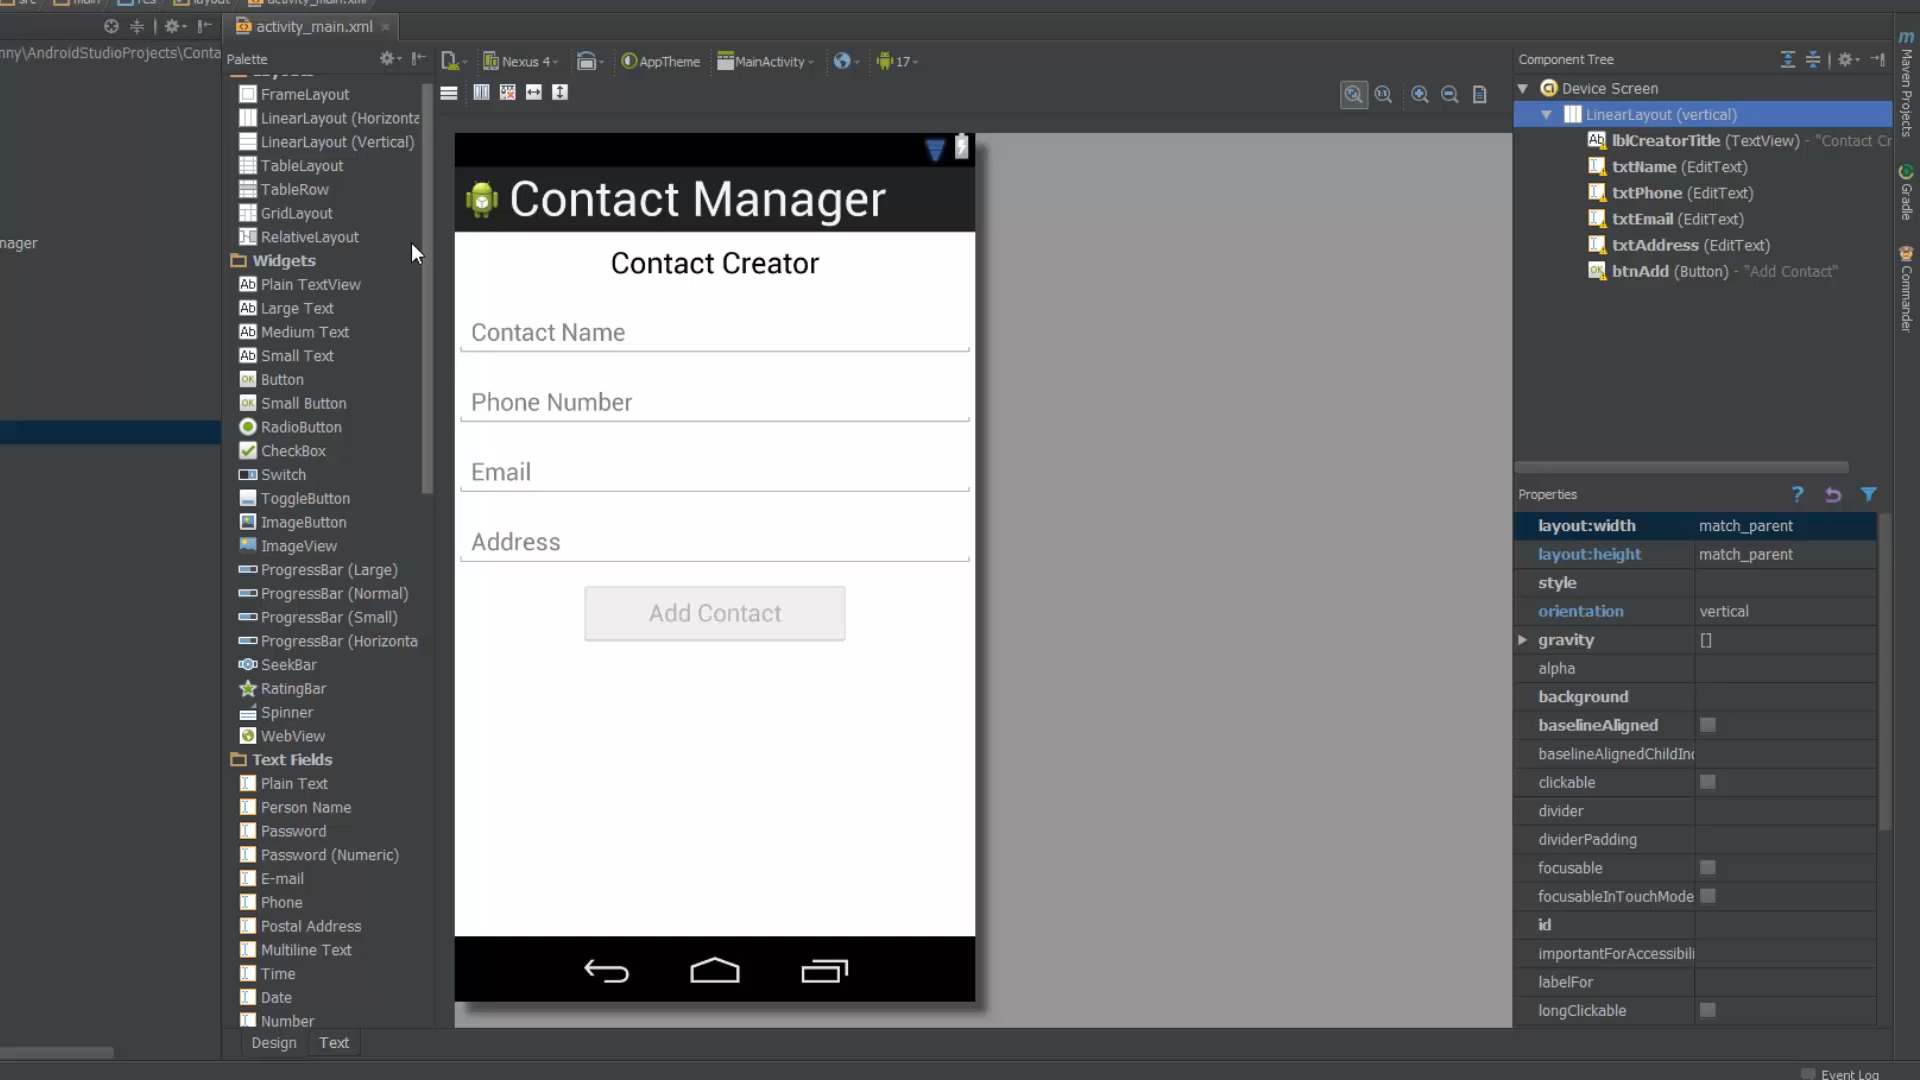 src main res layout activity_main.xml
activity_main.xml
nny\AndroidStudioProjects\Conta
nager
Palette
FrameLayout
LinearLayout (Horizonta
LinearLayout (Vertical)
TableLayout
TableRow
GridLayout
RelativeLayout
Widgets
Plain TextView
Large Text
Medium Text
Small Text
Button
Small Button
RadioButton
CheckBox
Switch
ToggleButton
ImageButton
ImageView
ProgressBar (Large)
ProgressBar (Normal)
ProgressBar (Small)
ProgressBar (Horizonta
SeekBar
RatingBar
Spinner
WebView
Text Fields
Plain Text
Person Name
Password
Password (Numeric)
E-mail
Phone
Postal Address
Multiline Text
Time
Date
Number
Design Text
Nexus 4 AppTheme MainActivity 17
Contact Manager
Contact Creator
Contact Name
Phone Number
Email
Address
Add Contact
Component Tree
Device Screen
LinearLayout (vertical)
lblCreatorTitle (TextView) - "Contact Cr
txtName (EditText)
txtPhone (EditText)
txtEmail (EditText)
txtAddress (EditText)
btnAdd (Button) - "Add Contact"
Properties
layout:width match_parent
layout:height match_parent
style
orientation vertical
gravity []
alpha
background
baselineAligned
baselineAlignedChildInd
clickable
divider
dividerPadding
focusable
focusableInTouchMode
id
importantForAccessibili
labelFor
longClickable
Maven Projects
Gradle
Commander
Event Log